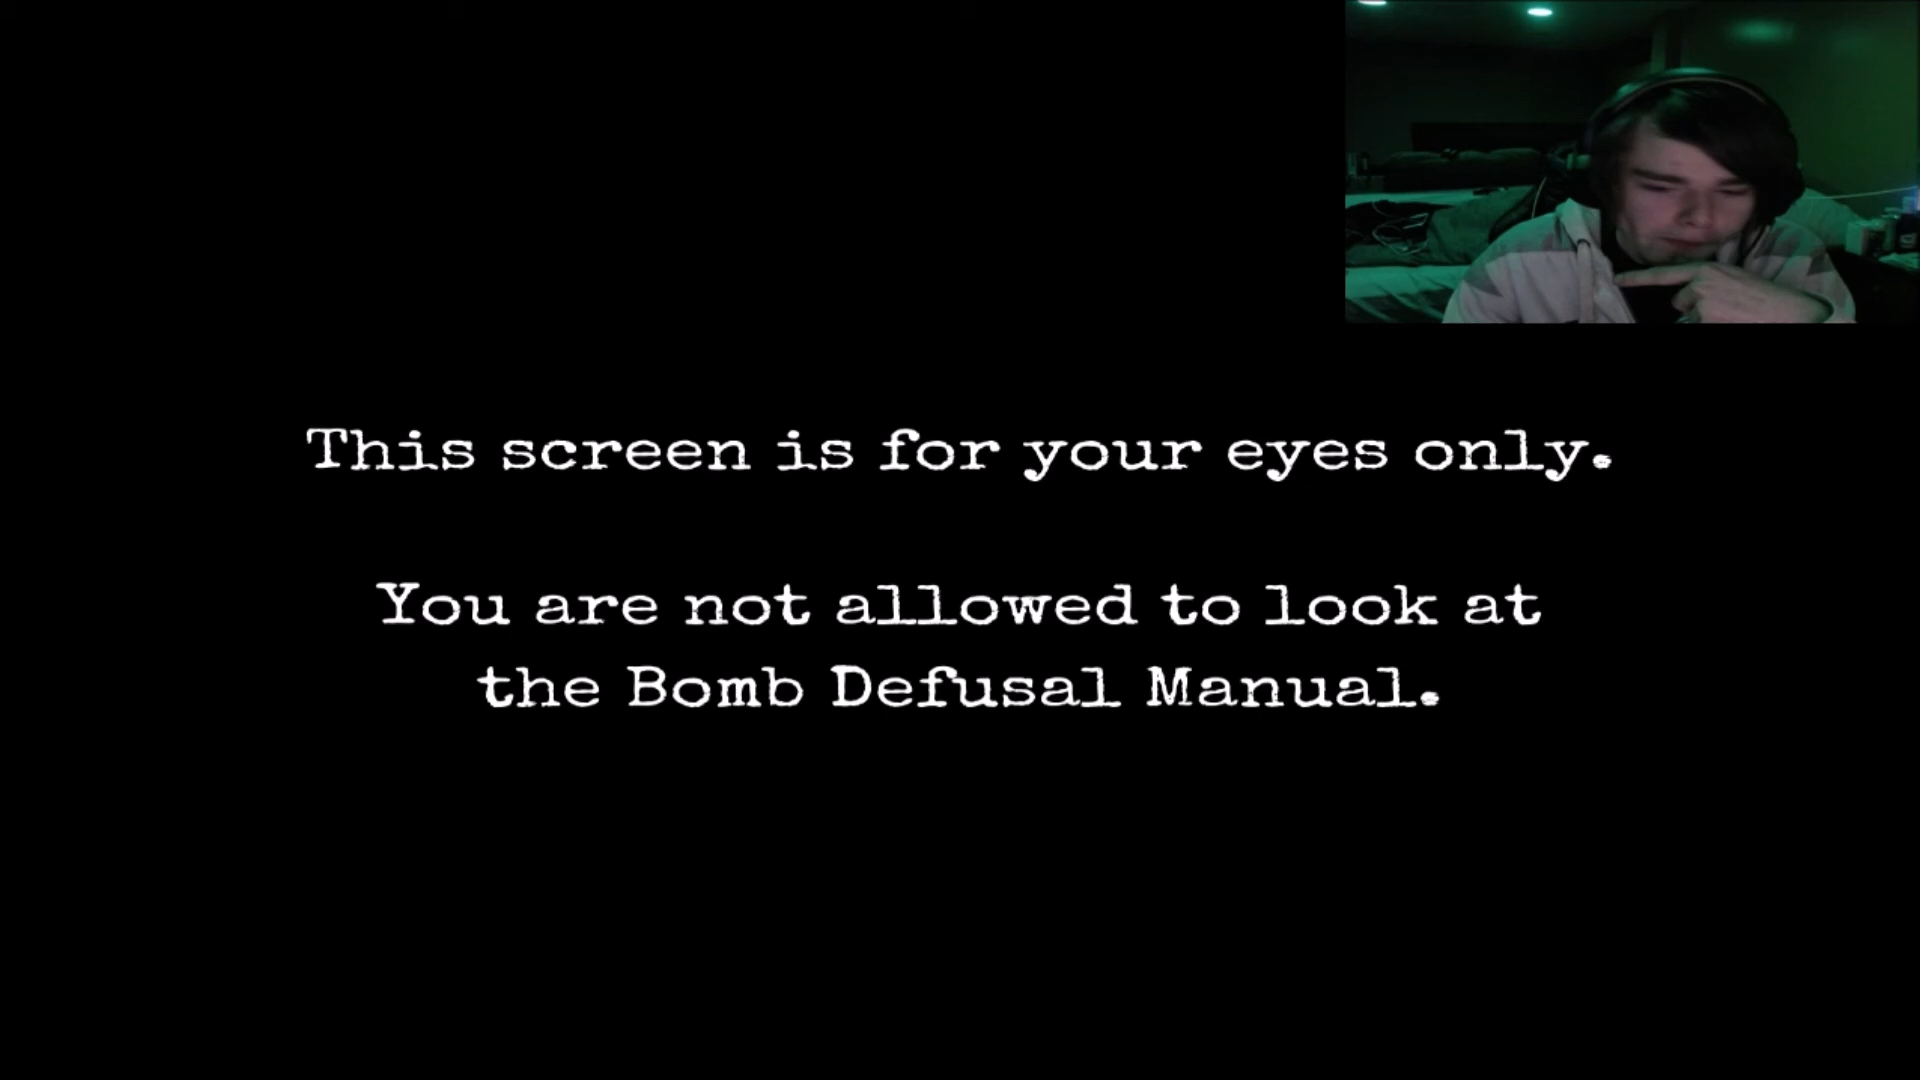 This screen is for your eyes only.
You are not allowed to look at
the Bomb Defusal Manual.